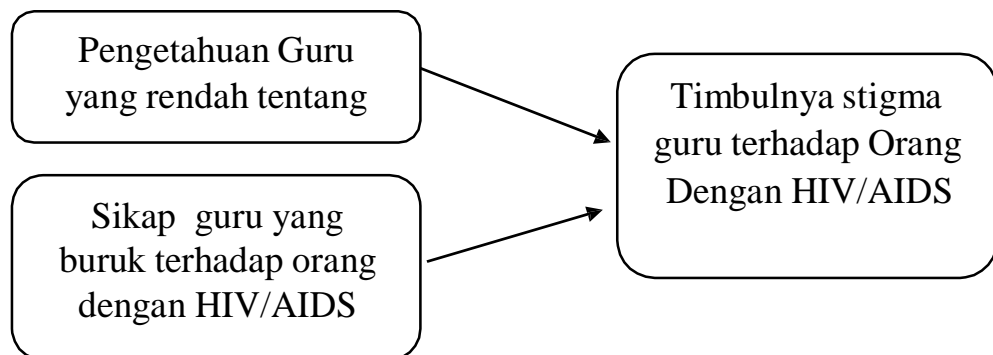 Pengetahuan Guru
yang rendah tentang
Sikap guru yang
buruk terhadap orang
dengan HIV/AIDS
Timbulnya stigma
guru terhadap Orang
Dengan HIV/AIDS